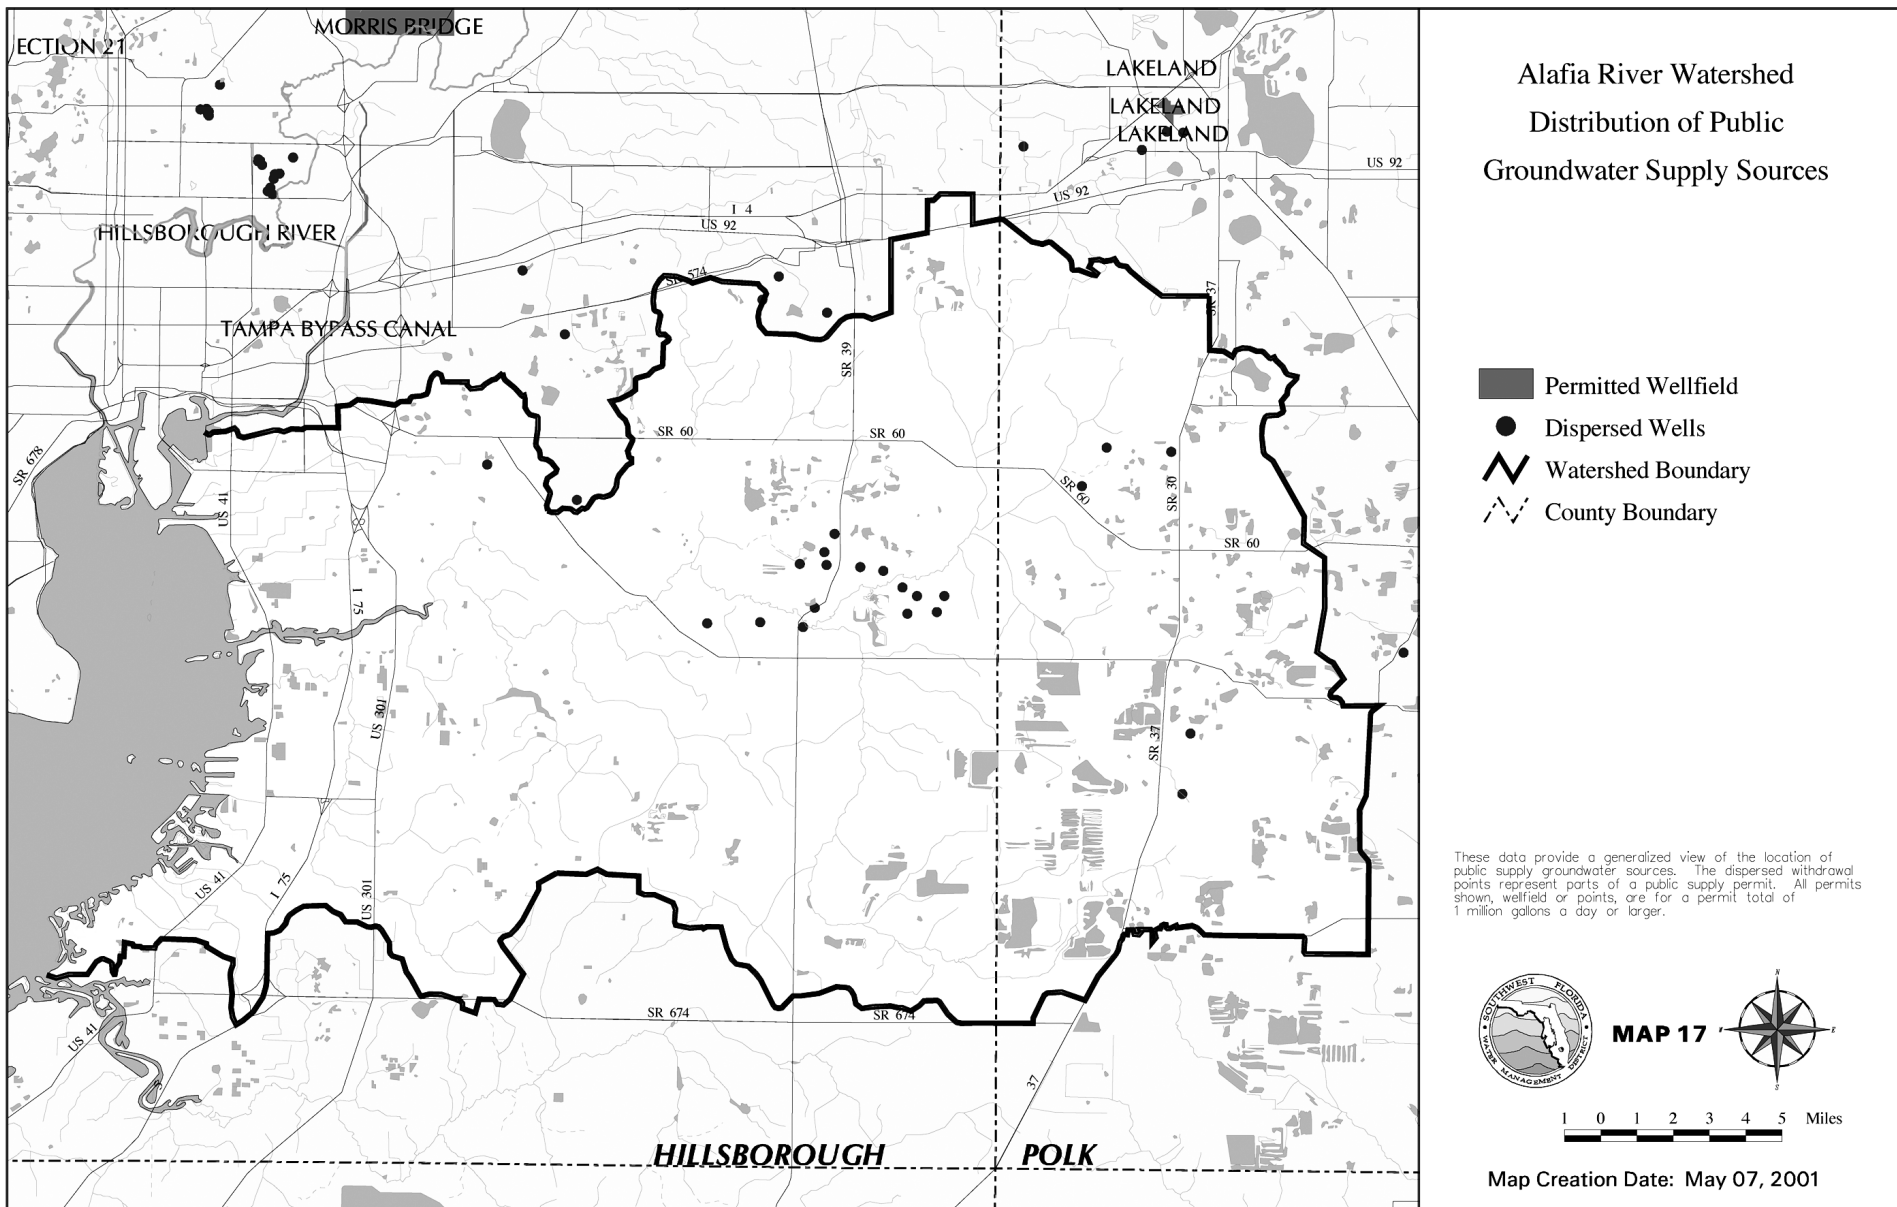 MORRIS BRIDGE
ECTION 21
LAKELAND
LAKELAND
LAKELAND
US 92
US 92
I 4
US 92
HILLSBOROUGH RIVER
SR 574
SR 37
TAMPA BYPASS CANAL
SR 39
SR 60
SR 60
SR 678
US 41
SR 60
SR 30
SR 60
I 75
US 301
SR 37
US 41
I 75
US 301
SR 674
SR 674
US 41
37
HILLSBOROUGH
POLK
Alafia River Watershed
Distribution of Public
Groundwater Supply Sources
Permitted Wellfield
Dispersed Wells
Watershed Boundary
County Boundary
These data provide a generalized view of the location of
public supply groundwater sources. The dispersed withdrawal
points represent parts of a public supply permit. All permits
shown, wellfield or points, are for a permit total of
1 million gallons a day or larger.
SOUTHWEST FLORIDA
WATER MANAGEMENT DISTRICT
MAP 17
N
W
E
S
1 0 1 2 3 4 5 Miles
Map Creation Date: May 07, 2001